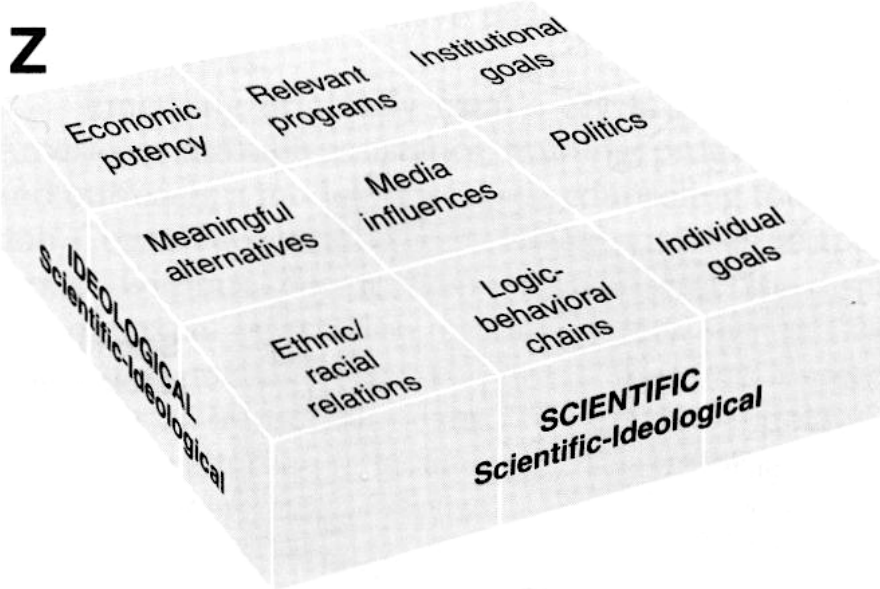 Z
Economic
potency
Relevant
programs
Institutional
goals
Meaningful
alternatives
Media
influences
Politics
Ethnic/
racial
relations
Logic-
behavioral
chains
Individual
goals
IDEOLOGICAL
Scientific-Ideological
SCIENTIFIC
Scientific-Ideological